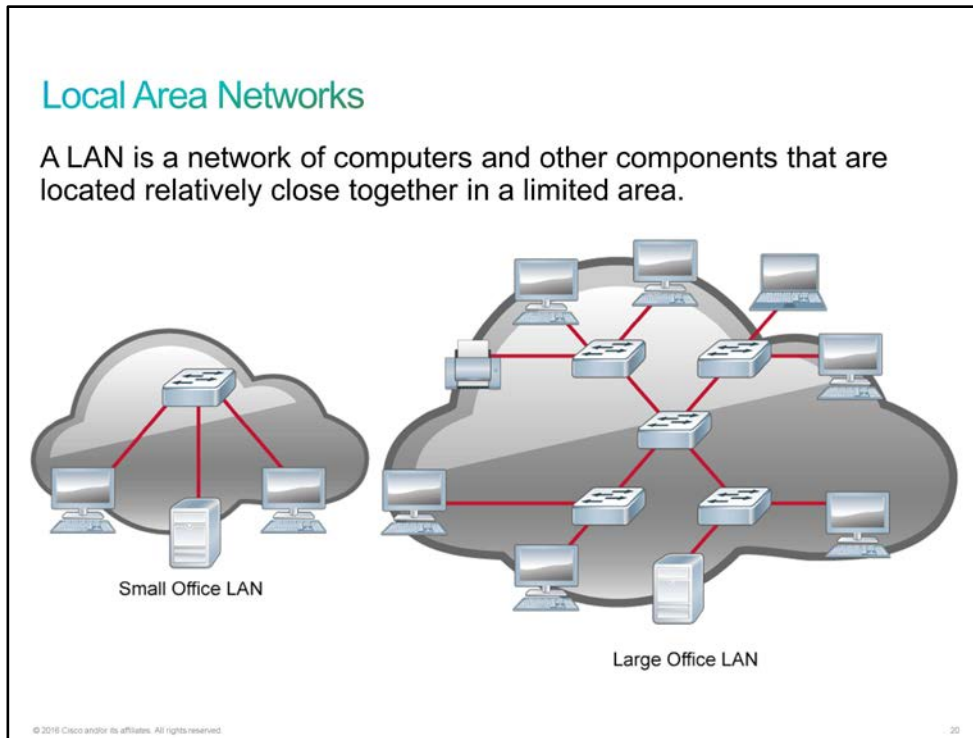 Local Area Networks
A LAN is a network of computers and other components that are
located relatively close together in a limited area.
Small Office LAN
Large Office LAN
© 2016 Cisco and/or its affiliates. All rights reserved.
20